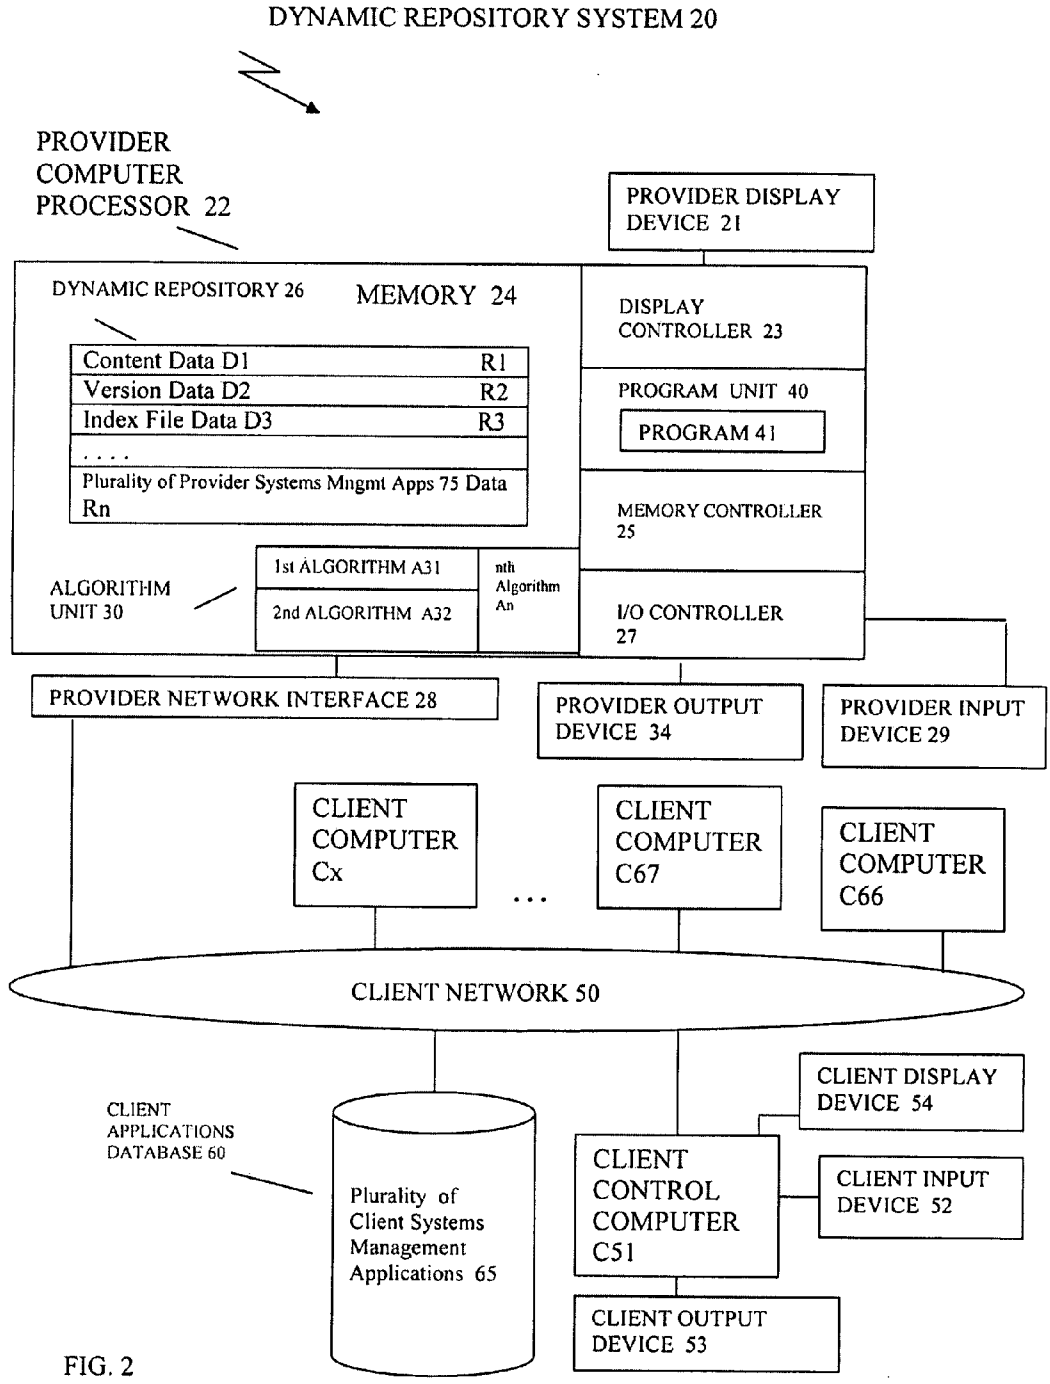 DYNAMIC REPOSITORY SYSTEM 20
PROVIDER
COMPUTER
PROCESSOR 22
PROVIDER DISPLAY
DEVICE 21
DYNAMIC REPOSITORY 26
MEMORY 24
Content Data D1 R1
Version Data D2 R2
Index File Data D3 R3
. . . .
Plurality of Provider Systems Mngmt Apps 75 Data
Rn
DISPLAY
CONTROLLER 23
PROGRAM UNIT 40
PROGRAM 41
MEMORY CONTROLLER
25
I/O CONTROLLER
27
ALGORITHM
UNIT 30
1st ALGORITHM A31
2nd ALGORITHM A32
nth
Algorithm
An
PROVIDER NETWORK INTERFACE 28
PROVIDER OUTPUT
DEVICE 34
PROVIDER INPUT
DEVICE 29
CLIENT
COMPUTER
Cx
...
CLIENT
COMPUTER
C67
CLIENT
COMPUTER
C66
CLIENT NETWORK 50
CLIENT
APPLICATIONS
DATABASE 60
Plurality of
Client Systems
Management
Applications 65
CLIENT
CONTROL
COMPUTER
C51
CLIENT DISPLAY
DEVICE 54
CLIENT INPUT
DEVICE 52
CLIENT OUTPUT
DEVICE 53
FIG. 2